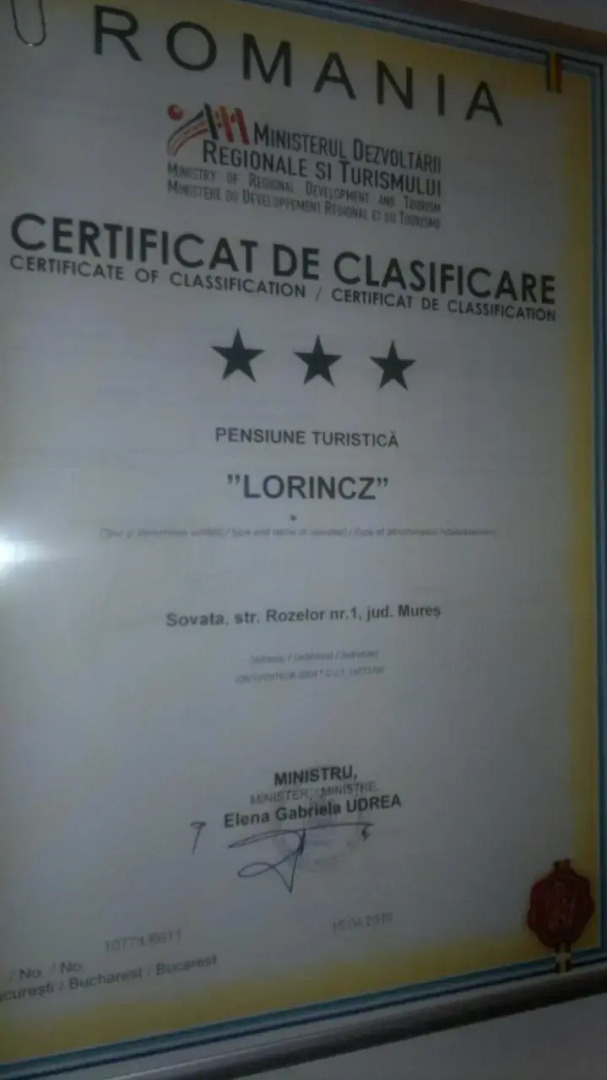 ROMANIA
MINISTERUL DEZVOLTĂRII
REGIONALE SI TURISMULUI
MINISTRY OF REGIONAL DEVELOPMENT AND TOURISM
MINISTERE DU DEVELOPPEMENT REGIONAL ET DU TOURISME
CERTIFICAT DE CLASIFICARE
CERTIFICATE OF CLASSIFICATION / CERTIFICAT DE CLASSIFICATION
PENSIUNE TURISTICĂ
”LORINCZ”
Sovata, str. Rozelor nr.1, jud. Mureș
MINISTRU,
MINISTER, / MINISTRE,
Elena Gabriela UDREA
/ No. / No.
București / Bucharest / Bucarest